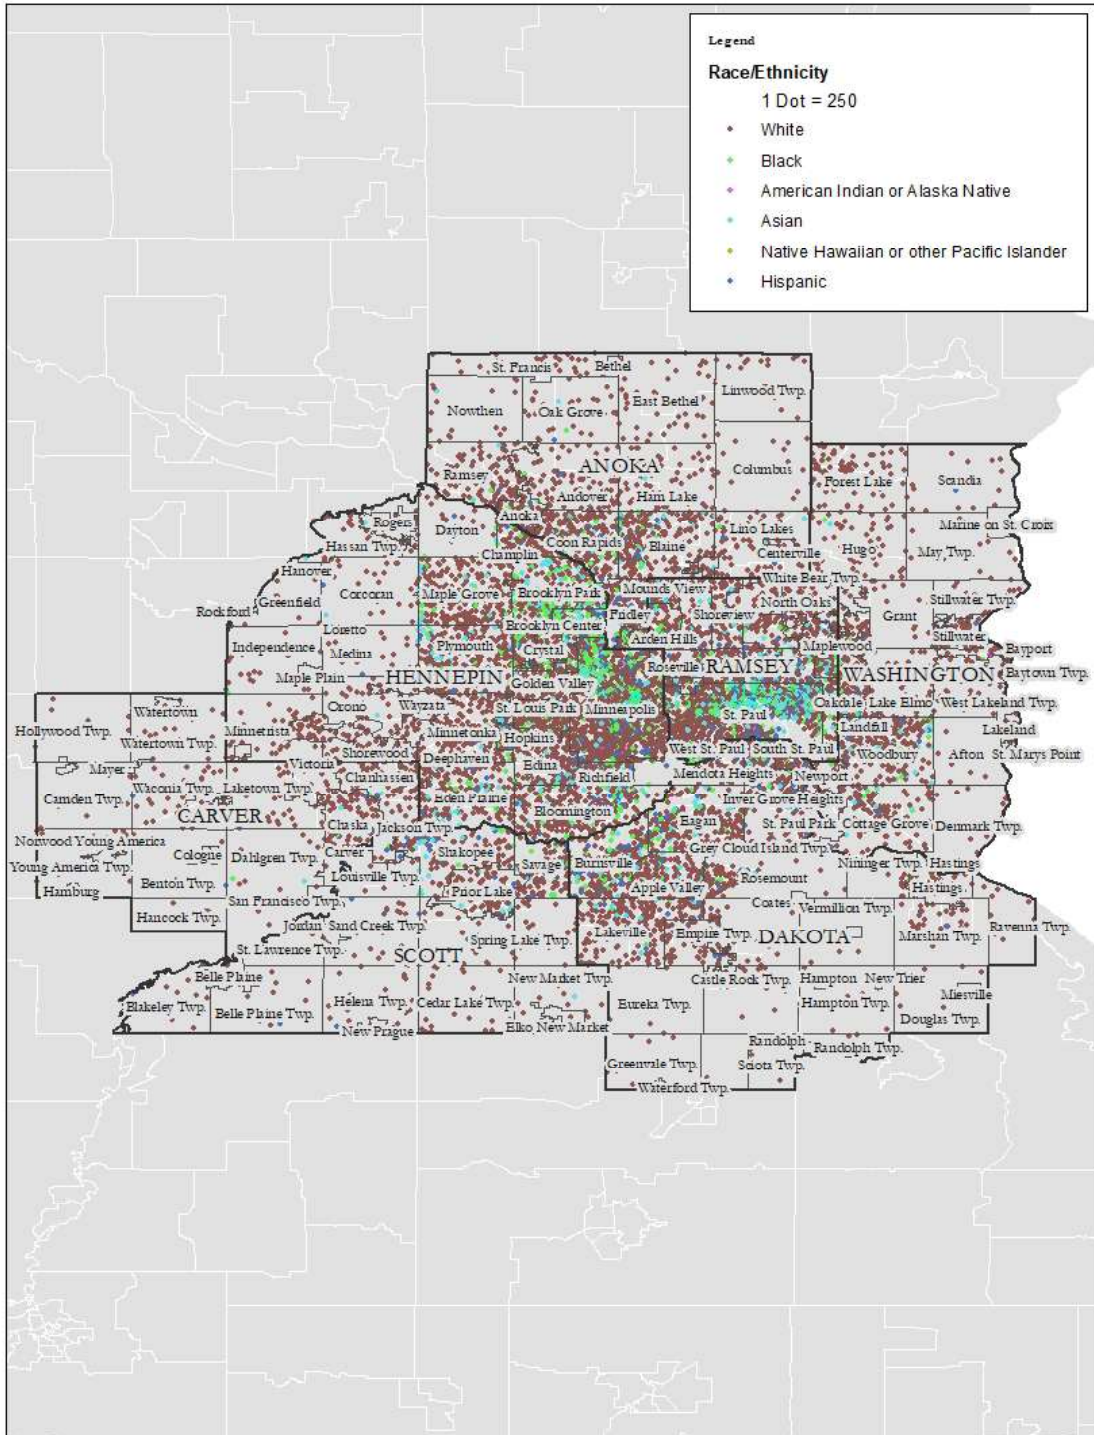 Legend
Race/Ethnicity
1 Dot = 250
White
Black
American Indian or Alaska Native
Asian
Native Hawaiian or other Pacific Islander
Hispanic
St. Francis
Bethel
Nowthen
Oak Grove
East Bethel
Linwood Twp.
Ramsey
ANOKA
Columbus
Forest Lake
Scandia
Andover
Ham Lake
Anoka
Rogers
Dayton
Lino Lakes
Marine on St. Croix
Hassan Twp.
Champlin
Coon Rapids
Blaine
Centerville
Hugo
May Twp.
Hanover
White Bear Twp.
Corcoran
Maple Grove
Brooklyn Park
Mounds View
Greenfield
North Oaks
Stillwater Twp.
Rockford
Fridley
Shoreview
Grant
Brooklyn Center
Loretto
Arden Hills
Stillwater
Independence
Medina
Plymouth
Crystal
Maplewood
Bayport
Maple Plain
HENNEPIN
Golden Valley
Roseville
RAMSEY
WASHINGTON
Baytown Twp.
Watertown
Orono
Wayzata
St. Louis Park
Minneapolis
St. Paul
Oakdale
Lake Elmo
West Lakeland Twp.
Hollywood Twp.
Watertown Twp.
Minnetrista
Minnetonka
Hopkins
Landfall
Lakeland
Shorewood
Deephaven
Edina
West St. Paul
South St. Paul
Woodbury
Afton
St. Marys Point
Mayer
Victoria
Chanhassen
Richfield
Mendota Heights
Newport
Camden Twp.
Waconia Twp.
Laketown Twp.
Eden Prairie
Inver Grove Heights
CARVER
Bloomington
Eagan
St. Paul Park
Cottage Grove
Denmark Twp.
Chaska
Jackson Twp.
Norwood Young America
Cologne
Dahlgren Twp.
Carver
Shakopee
Savage
Burnsville
Grey Cloud Island Twp.
Nininger Twp.
Hastings
Young America Twp.
Louisville Twp.
Hamburg
Benton Twp.
Prior Lake
Apple Valley
Rosemount
Hastings
San Francisco Twp.
Coates
Vermillion Twp.
Hancock Twp.
Jordan
Sand Creek Twp.
Spring Lake Twp.
Lakeville
Empire Twp.
DAKOTA
Marshan Twp.
Ravenna Twp.
St. Lawrence Twp.
SCOTT
Belle Plaine
New Market Twp.
Castle Rock Twp.
Hampton
New Trier
Blakeley Twp.
Belle Plaine Twp.
Helena Twp.
Cedar Lake Twp.
Eureka Twp.
Hampton Twp.
Miesville
Douglas Twp.
New Prague
Elko New Market
Randolph
Randolph Twp.
Greenvale Twp.
Sciota Twp.
Waterford Twp.